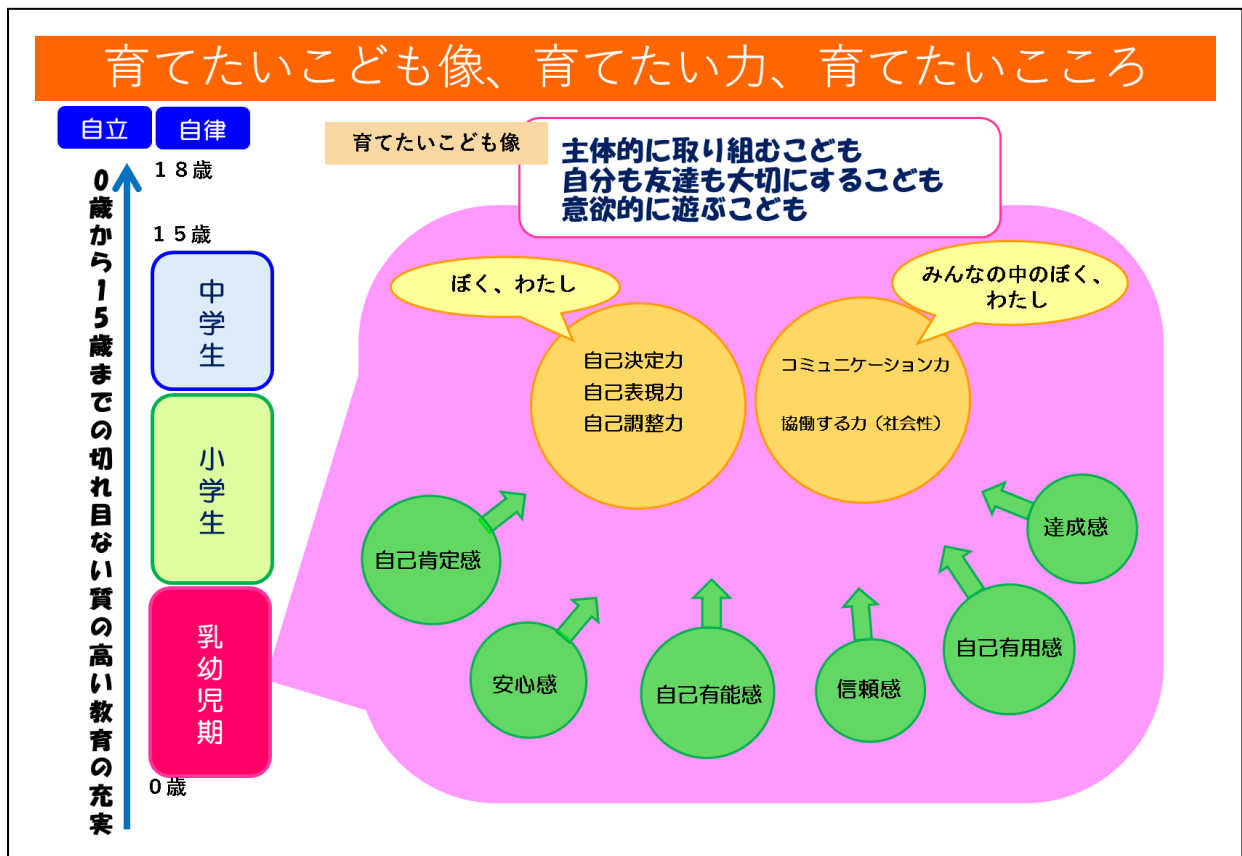 育てたいこども像、育てたい力、育てたいこころ
自立
自律
0歳から15歳までの切れ目ない質の高い教育の充実
18歳
15歳
中学生
小学生
乳幼児期
0歳
育てたいこども像
主体的に取り組むこども
自分も友達も大切にするこども
意欲的に遊ぶこども
ぼく、わたし
自己決定力
自己表現力
自己調整力
みんなの中のぼく、
わたし
コミュニケーション力
協働する力（社会性）
自己肯定感
安心感
自己有能感
信頼感
自己有用感
達成感